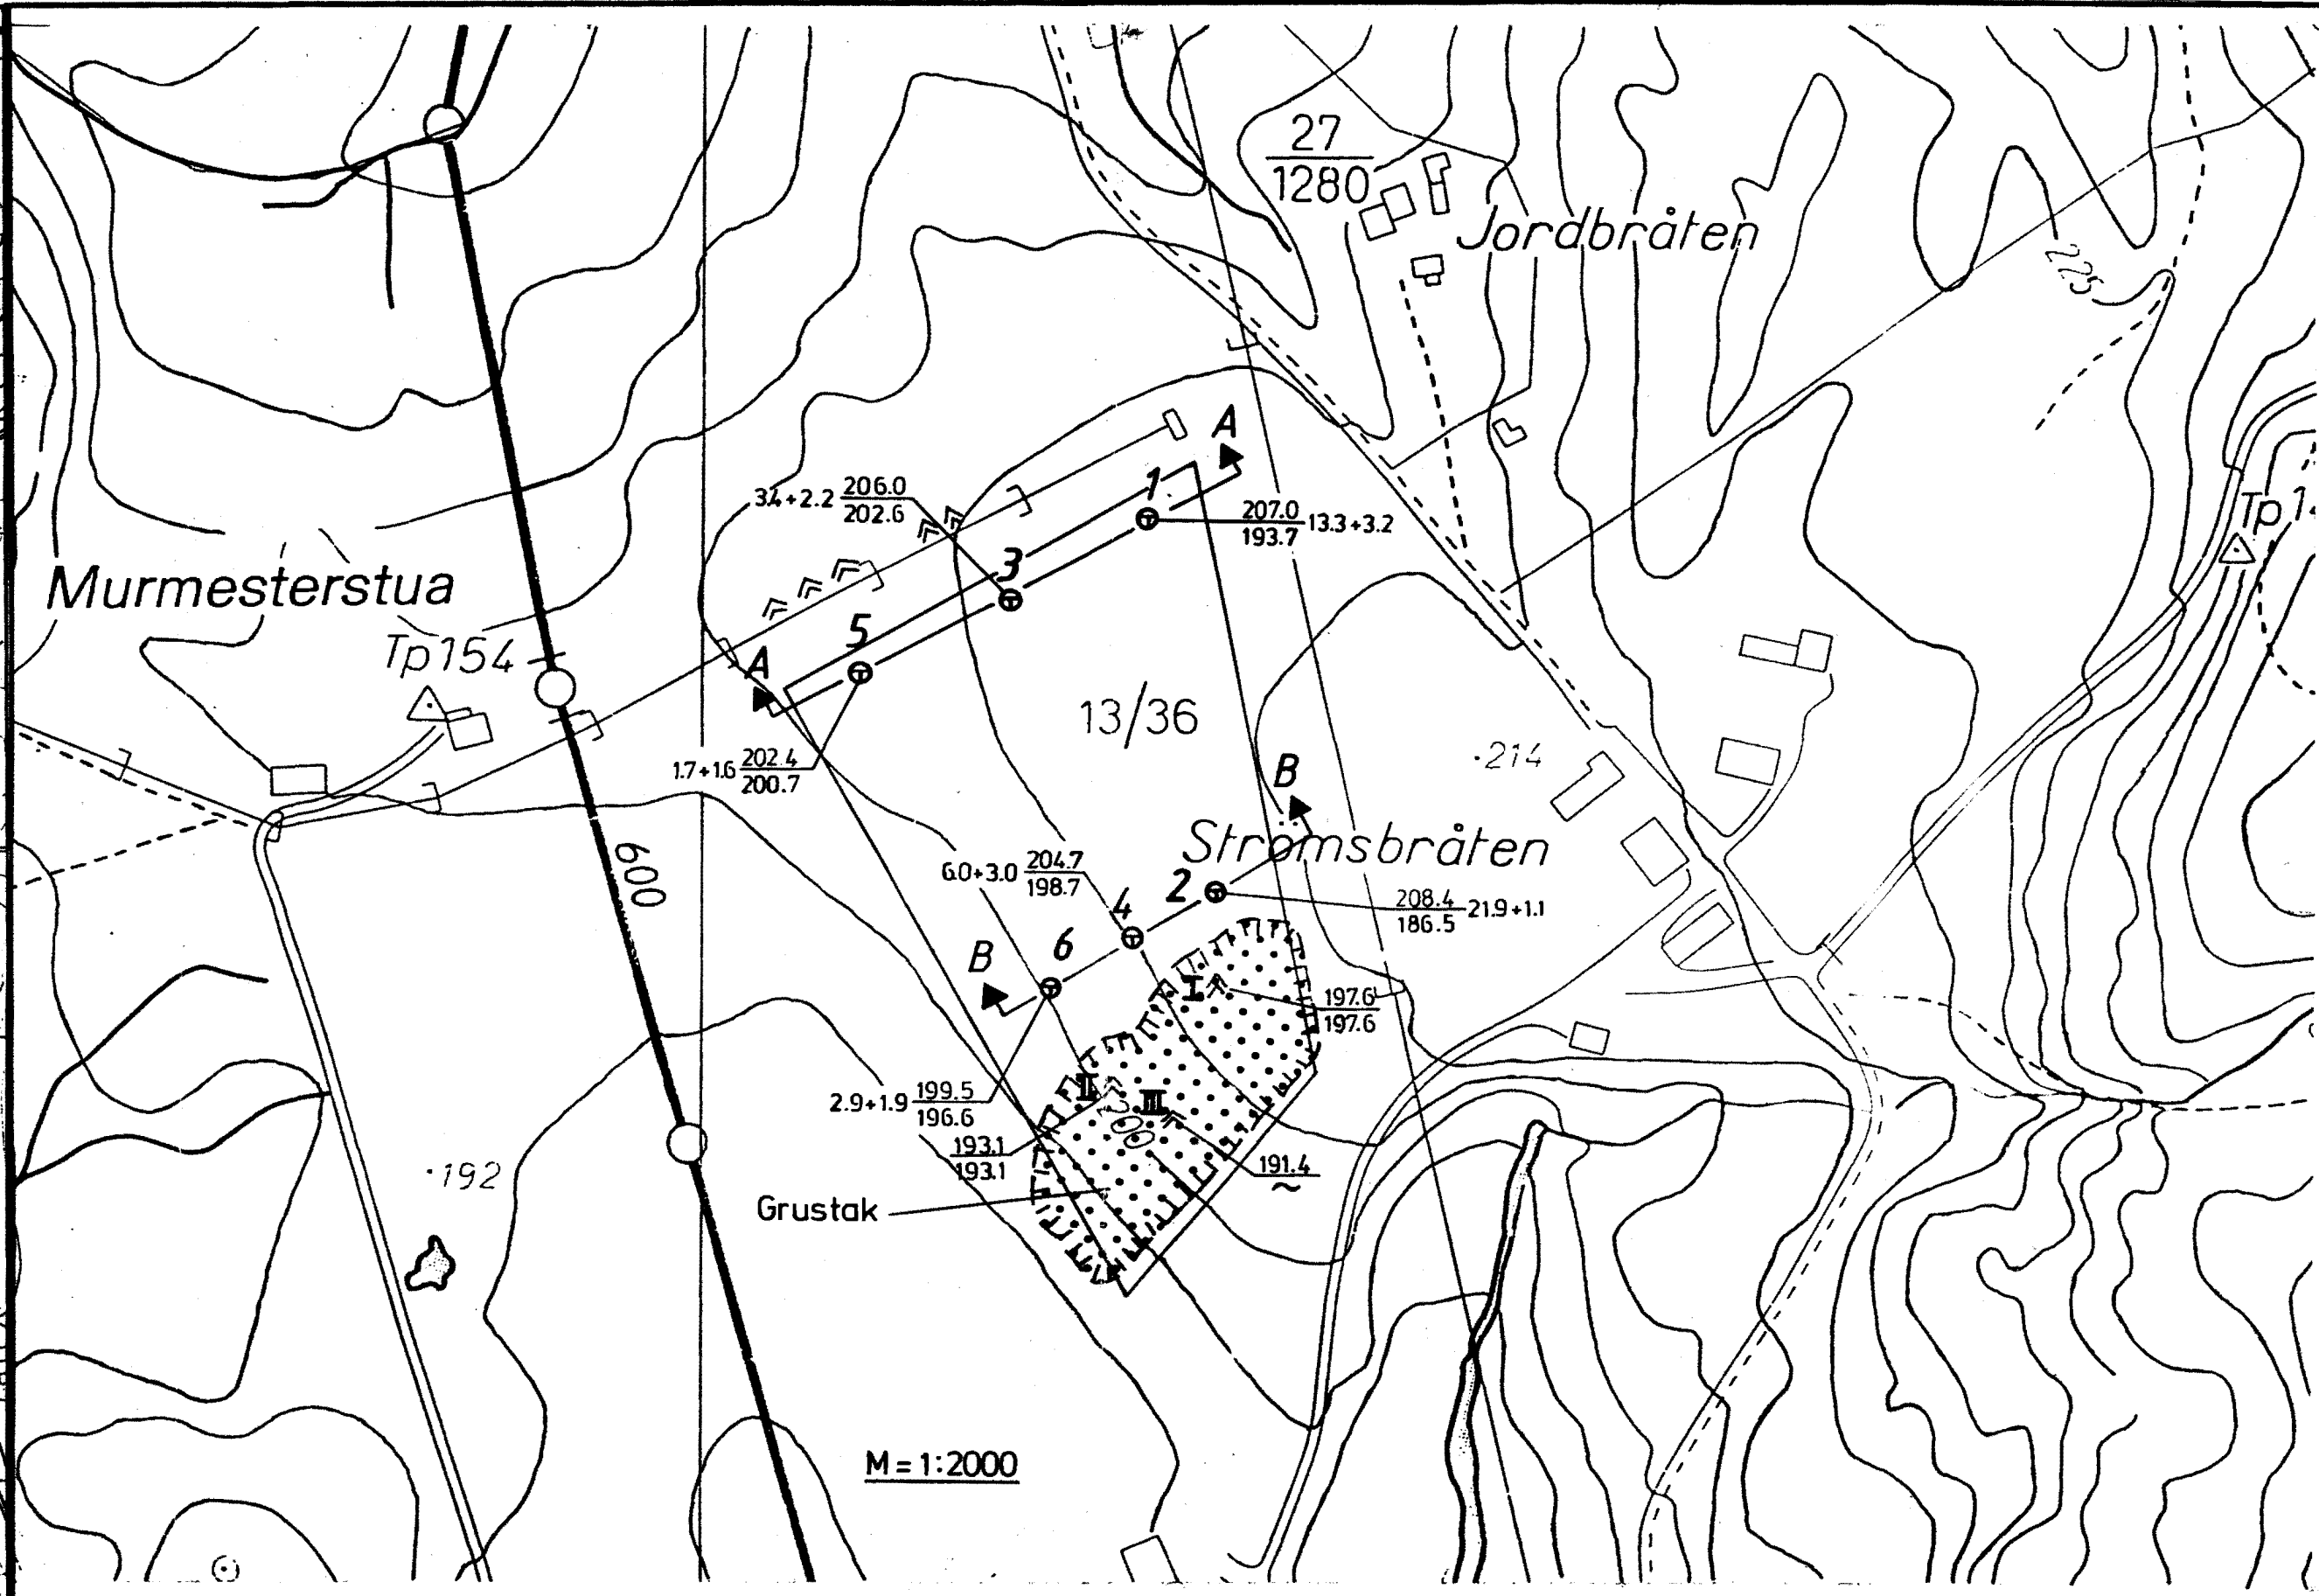 27
1280
Jordbråten
225
A
1
3.4+2.2 206.0
202.6
207.0 13.3+3.2
193.7
3
Murmesterstua
5
Tp154
A
13/36
1.7+1.6 202.4
200.7
·214
B
Strømsbråten
600
6.0+3.0 204.7
198.7
2
208.4 21.9+1.1
186.5
4
6
B
I
197.6
197.6
II
III
2.9+1.9 199.5
196.6
193.1
193.1
191.4
~
·192
Grustak
M = 1:2000